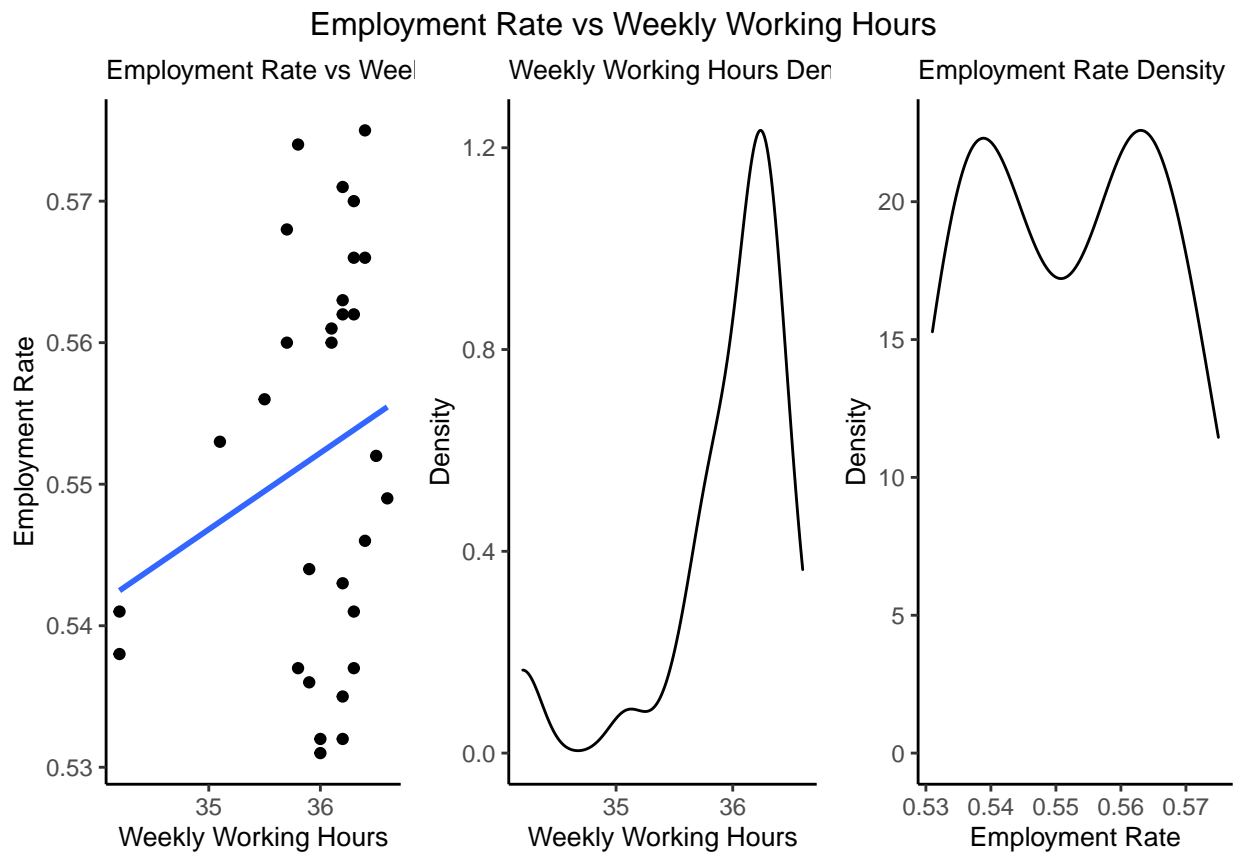 Employment Rate vs Weekly Working Hours
Employment Rate vs Weel
Employment Rate
0.57
0.56
0.55
0.54
0.53
35 36
Weekly Working Hours
Weekly Working Hours Den
Density
1.2
0.8
0.4
0.0
35 36
Weekly Working Hours
Employment Rate Density
Density
20
15
10
5
0
0.53 0.54 0.55 0.56 0.57
Employment Rate